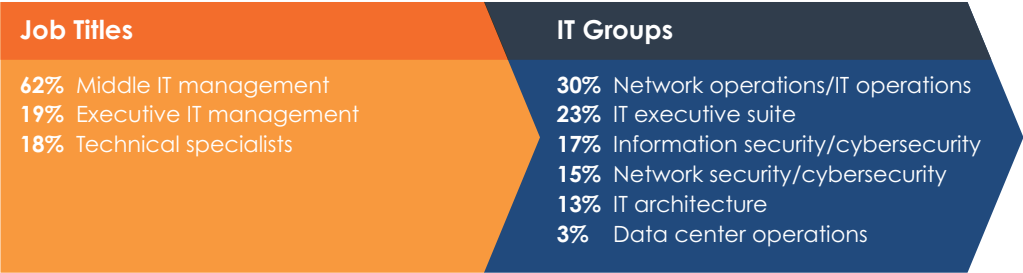 Job Titles
62% Middle IT management
19% Executive IT management
18% Technical specialists
IT Groups
30% Network operations/IT operations
23% IT executive suite
17% Information security/cybersecurity
15% Network security/cybersecurity
13% IT architecture
3% Data center operations